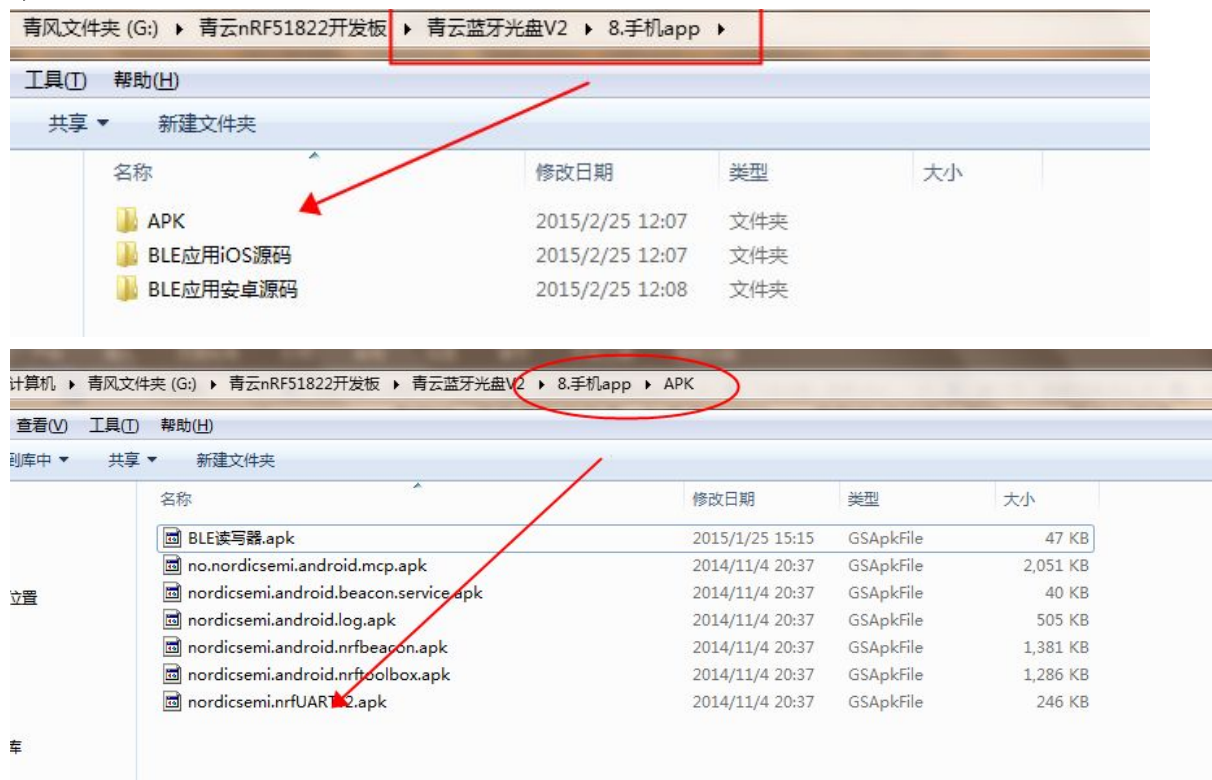 青风文件夹 (G:) ▸ 青云nRF51822开发板 ▸ 青云蓝牙光盘V2 ▸ 8.手机app ▸
工具(T) 帮助(H)
共享 新建文件夹
名称 修改日期 类型 大小
APK 2015/2/25 12:07 文件夹
BLE应用iOS源码 2015/2/25 12:07 文件夹
BLE应用安卓源码 2015/2/25 12:08 文件夹
计算机 ▸ 青风文件夹 (G:) ▸ 青云nRF51822开发板 ▸ 青云蓝牙光盘V2 ▸ 8.手机app ▸ APK
查看(V) 工具(T) 帮助(H)
到库中 共享 新建文件夹
名称 修改日期 类型 大小
BLE读写器.apk 2015/1/25 15:15 GSApkFile 47 KB
no.nordicsemi.android.mcp.apk 2014/11/4 20:37 GSApkFile 2,051 KB
位置 nordicsemi.android.beacon.service.apk 2014/11/4 20:37 GSApkFile 40 KB
nordicsemi.android.log.apk 2014/11/4 20:37 GSApkFile 505 KB
nordicsemi.android.nrfbeacon.apk 2014/11/4 20:37 GSApkFile 1,381 KB
nordicsemi.android.nrftoolbox.apk 2014/11/4 20:37 GSApkFile 1,286 KB
2014/11/4 20:37 GSApkFile 246 KB
库